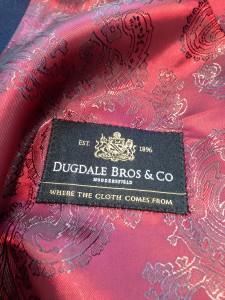 EST. 1896
DUGDALE BROS & CO
HUDDERSFIELD
WHERE THE CLOTH COMES FROM